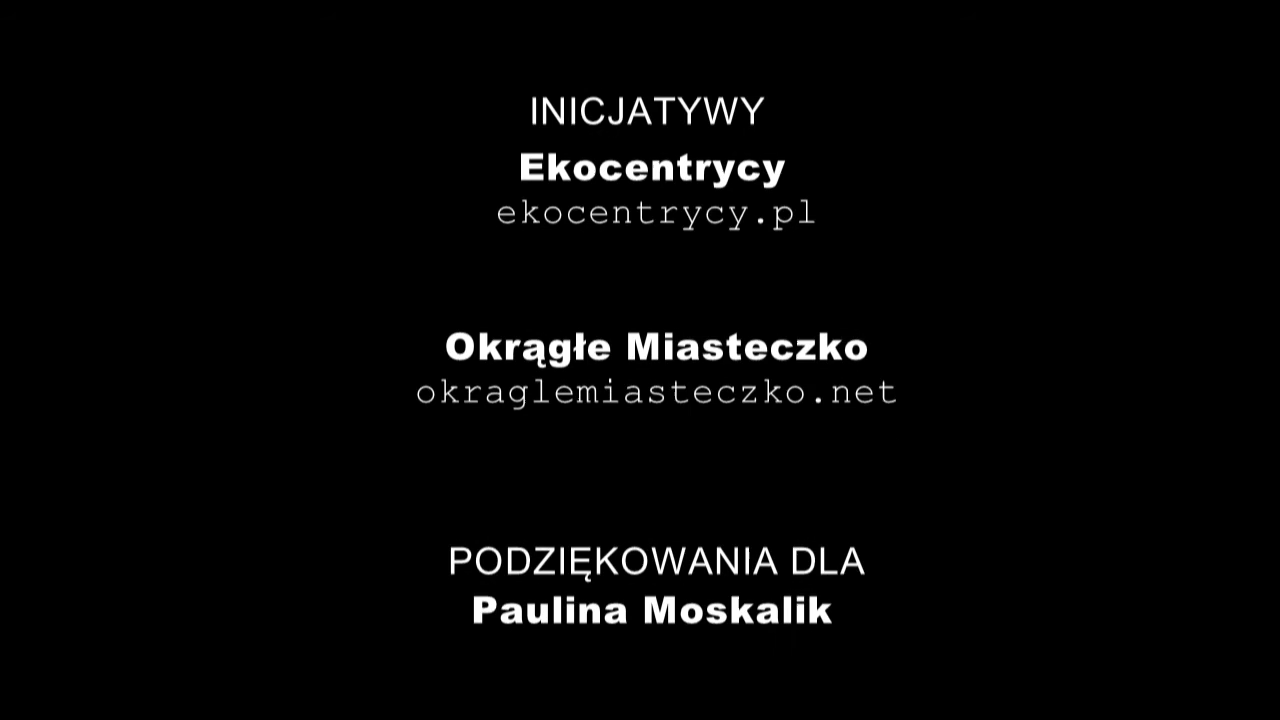 INICJATYWY
Ekocentrycy
ekocentrycy.pl
Okrągłe Miasteczko
okraglemiasteczko.net
PODZIĘKOWANIA DLA
Paulina Moskalik